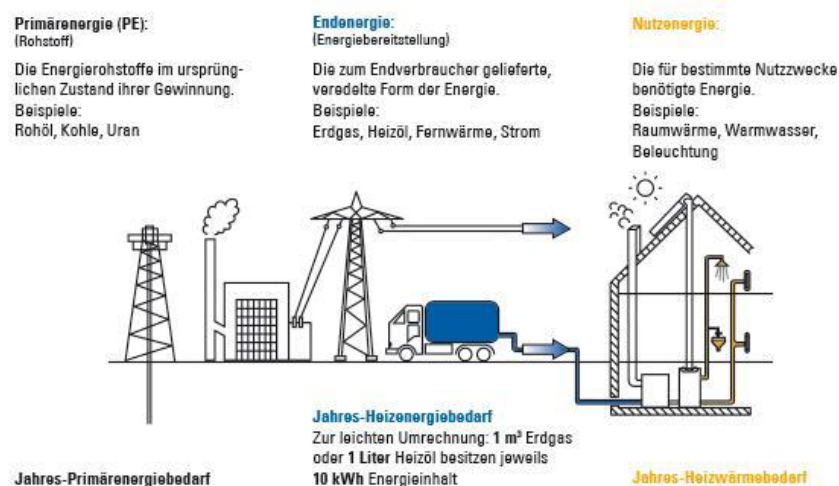 Primärenergie (PE):
(Rohstoff)
Die Energierohstoffe im ursprüng-
lichen Zustand ihrer Gewinnung.
Beispiele:
Rohöl, Kohle, Uran
Endenergie:
(Energiebereitstellung)
Die zum Endverbraucher gelieferte,
veredelte Form der Energie.
Beispiele:
Erdgas, Heizöl, Fernwärme, Strom
Nutzenergie:
Die für bestimmte Nutzzwecke
benötigte Energie.
Beispiele:
Raumwärme, Warmwasser,
Beleuchtung
Jahres-Primärenergiebedarf
Jahres-Heizenergiebedarf
Zur leichten Umrechnung: 1 m³ Erdgas
oder 1 Liter Heizöl besitzen jeweils
10 kWh Energieinhalt
Jahres-Heizwärmebedarf